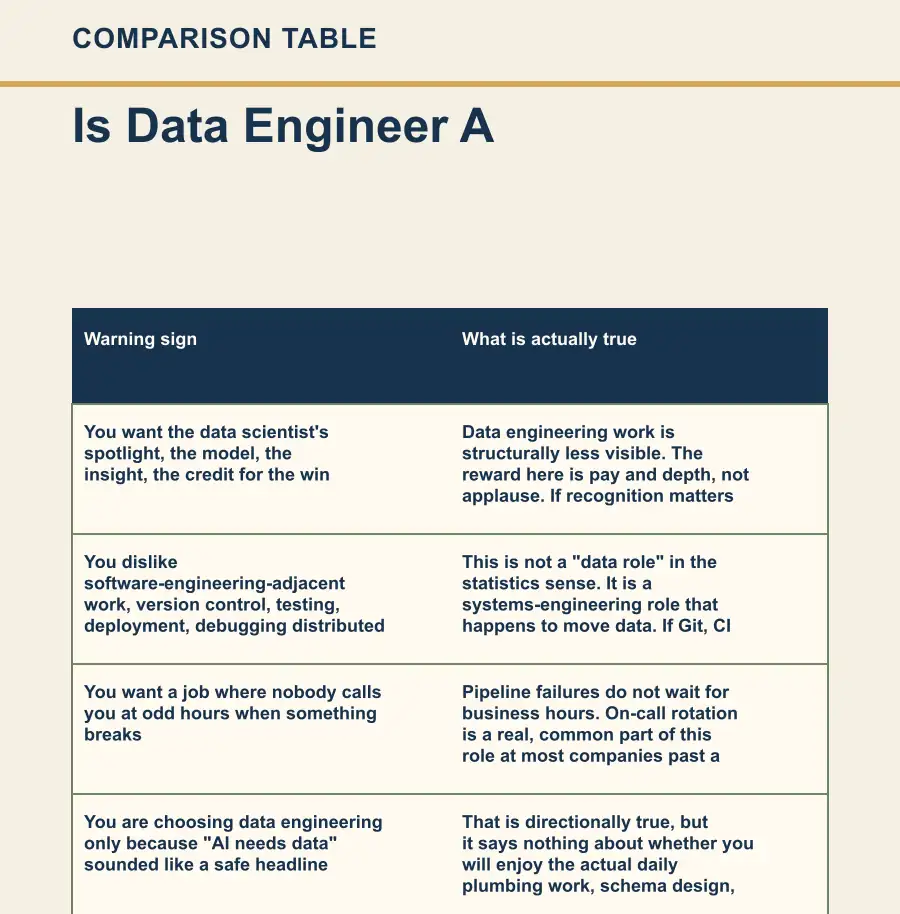 COMPARISON TABLE
Is Data Engineer A
Warning sign
What is actually true
You want the data scientist's
spotlight, the model, the
insight, the credit for the win
Data engineering work is
structurally less visible. The
reward here is pay and depth, not
applause. If recognition matters
You dislike
software-engineering-adjacent
work, version control, testing,
deployment, debugging distributed
This is not a "data role" in the
statistics sense. It is a
systems-engineering role that
happens to move data. If Git, CI
You want a job where nobody calls
you at odd hours when something
breaks
Pipeline failures do not wait for
business hours. On-call rotation
is a real, common part of this
role at most companies past a
You are choosing data engineering
only because "AI needs data"
sounded like a safe headline
That is directionally true, but
it says nothing about whether you
will enjoy the actual daily
plumbing work, schema design,